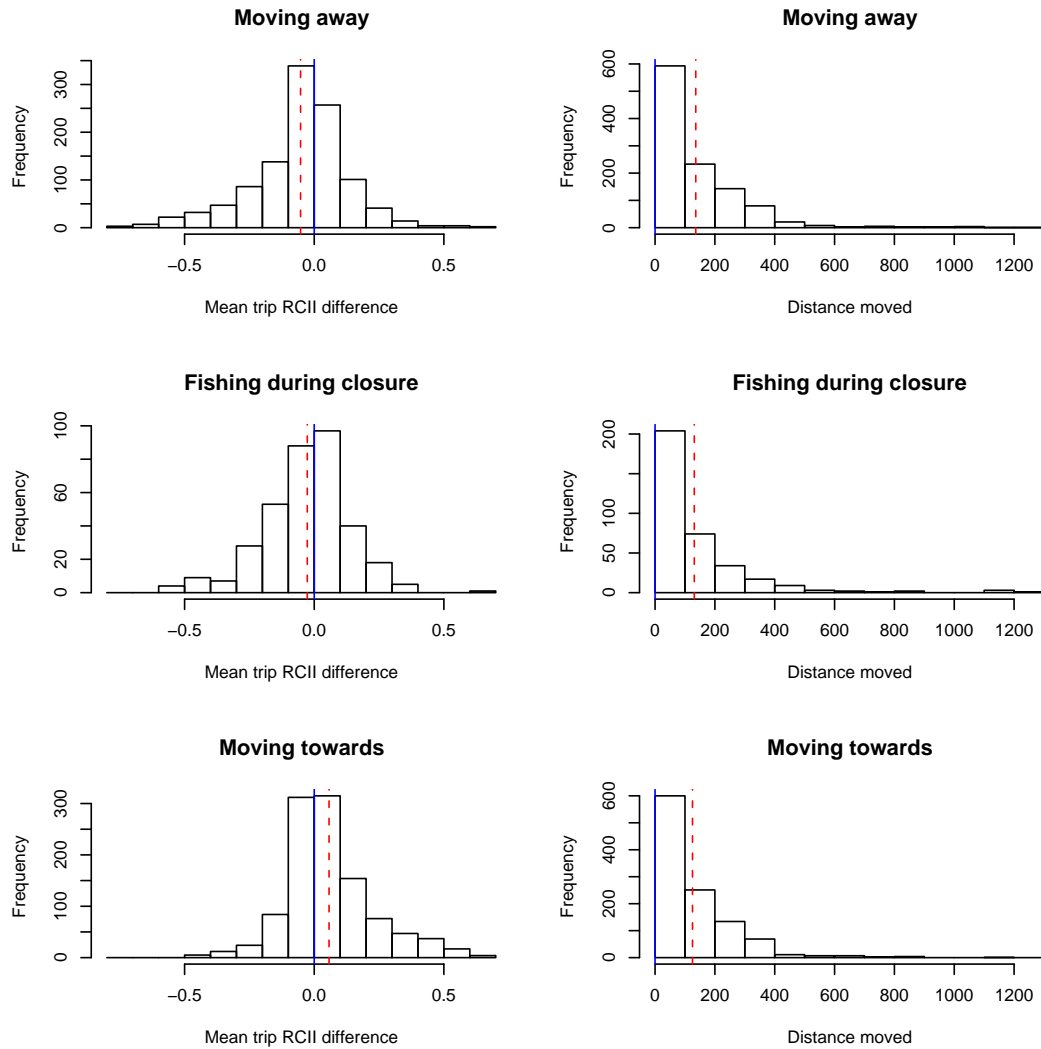 Moving away
Frequency
0 100 200 300
−0.5 0.0 0.5
Mean trip RCII difference
Moving away
Frequency
0 200 400 600
0 200 400 600 800 1000 1200
Distance moved
Fishing during closure
Frequency
0 20 60 100
−0.5 0.0 0.5
Mean trip RCII difference
Fishing during closure
Frequency
0 50 100 200
0 200 400 600 800 1000 1200
Distance moved
Moving towards
Frequency
0 100 200 300
−0.5 0.0 0.5
Mean trip RCII difference
Moving towards
Frequency
0 200 400 600
0 200 400 600 800 1000 1200
Distance moved